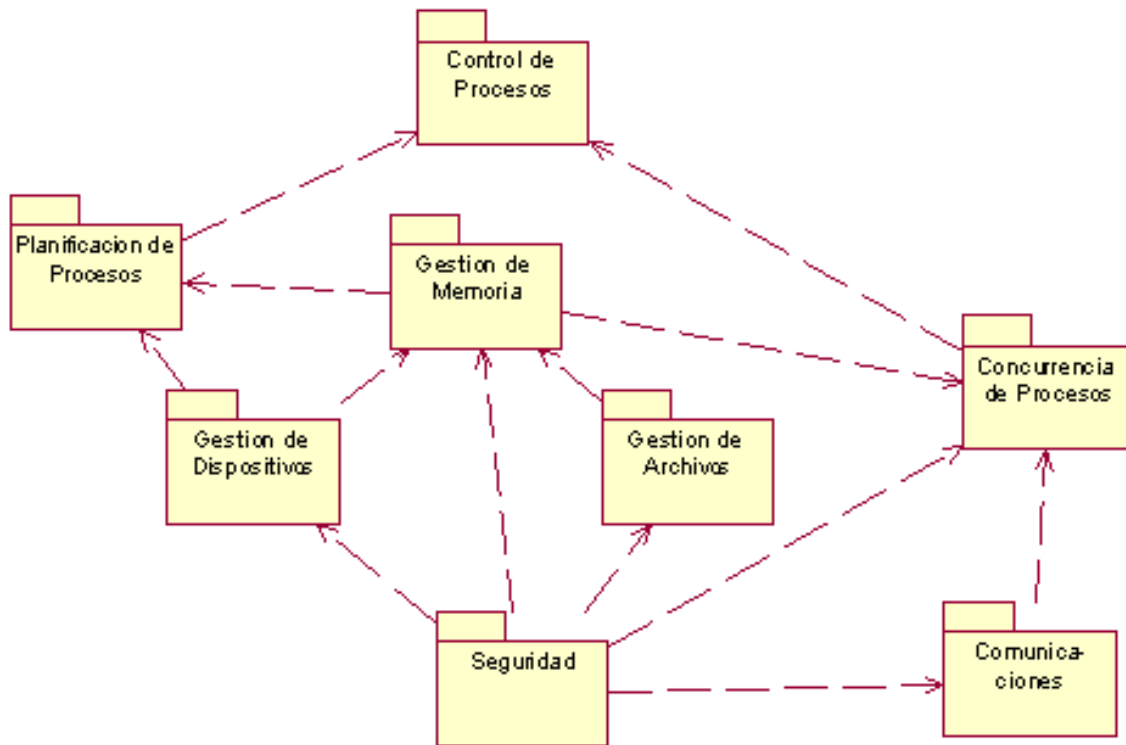 Control de
Procesos
Planificacion de
Procesos
Gestion de
Memoria
Concurrencia
de Procesos
Gestion de
Dispositivos
Gestion de
Archivos
Seguridad
Comunica-
ciones